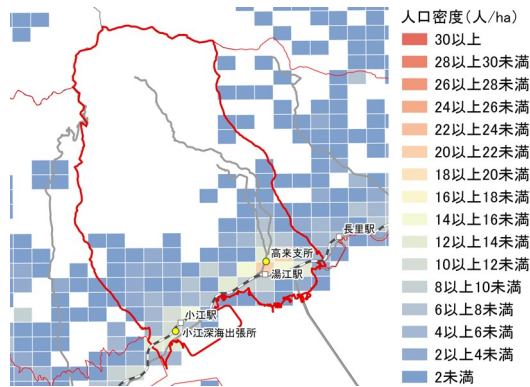 人口密度(人/ha)
30以上
28以上30未満
26以上28未満
24以上26未満
22以上24未満
20以上22未満
18以上20未満
16以上18未満
14以上16未満
12以上14未満
10以上12未満
8以上10未満
6以上8未満
4以上6未満
2以上4未満
2未満
長里駅
高来支所
湯江駅
小江駅
小江深海出張所